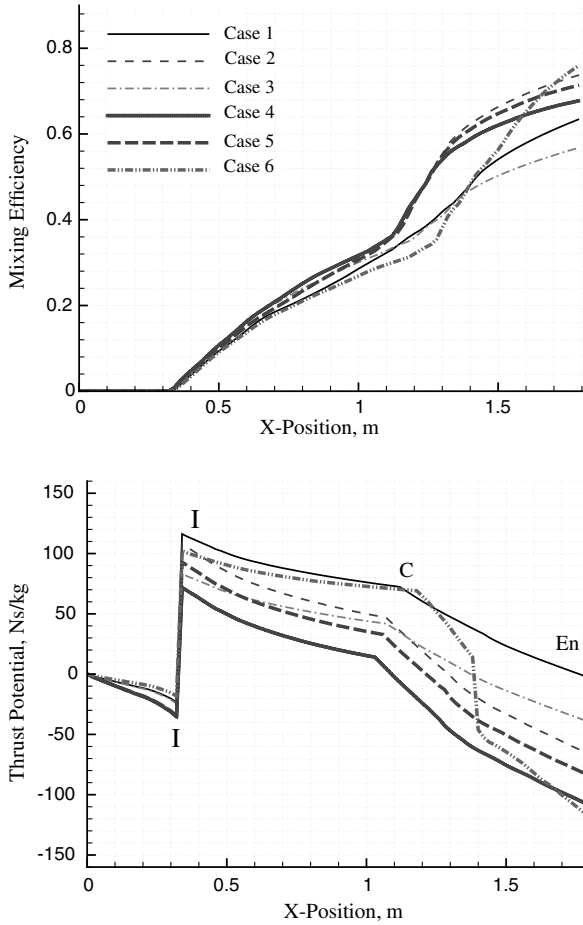 Mixing Efficiency
0.8
0.6
0.4
0.2
0
Case 1
Case 2
Case 3
Case 4
Case 5
Case 6
0
0.5
1
1.5
X-Position, m
Thrust Potential, Ns/kg
150
100
50
0
-50
-100
-150
I
C
En
I
0
0.5
1
1.5
X-Position, m